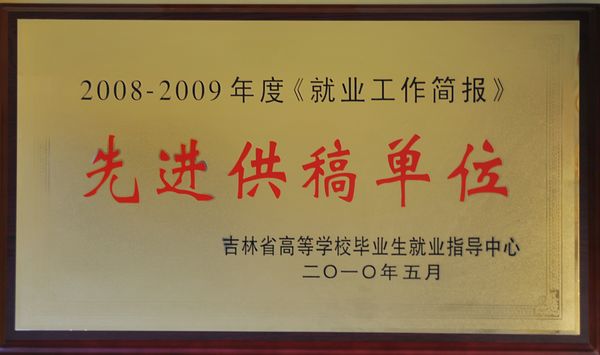 2008-2009年度《就业工作简报》
先进供稿单位
吉林省高等学校毕业生就业指导中心
二〇一〇年五月